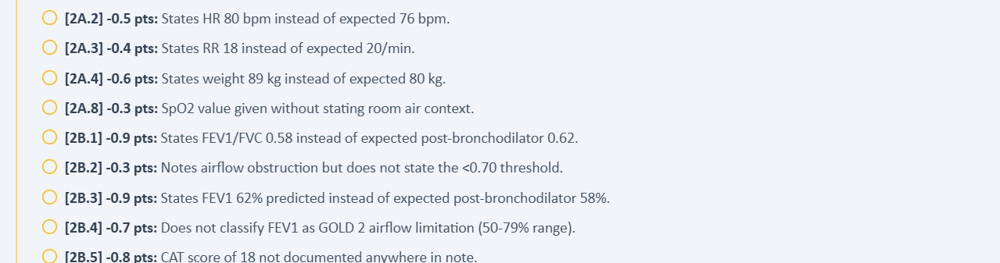 [2A.2] -0.5 pts: States HR 80 bpm instead of expected 76 bpm.
[2A.3] -0.4 pts: States RR 18 instead of expected 20/min.
[2A.4] -0.6 pts: States weight 89 kg instead of expected 80 kg.
[2A.8] -0.3 pts: SpO2 value given without stating room air context.
[2B.1] -0.9 pts: States FEV1/FVC 0.58 instead of expected post-bronchodilator 0.62.
[2B.2] -0.3 pts: Notes airflow obstruction but does not state the <0.70 threshold.
[2B.3] -0.9 pts: States FEV1 62% predicted instead of expected post-bronchodilator 58%.
[2B.4] -0.7 pts: Does not classify FEV1 as GOLD 2 airflow limitation (50-79% range).
[2B.5] -0.8 pts: CAT score of 18 not documented anywhere in note.